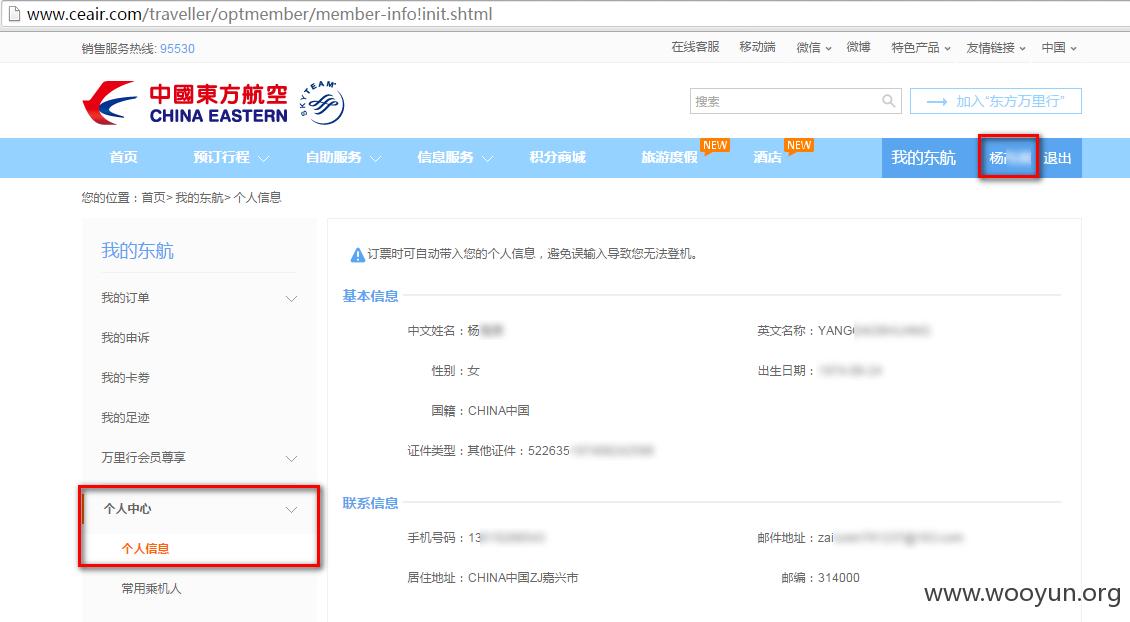 www.ceair.com/traveller/optmember/member-info!init.shtml
销售服务热线: 95530 在线客服 移动端 微信 微博 特色产品 友情链接 中国
中國東方航空
CHINA EASTERN
SKYTEAM
搜索
加入“东方万里行”
首页 预订行程 自助服务 信息服务 积分商城 旅游度假 NEW 酒店 NEW 我的东航 杨 退出
您的位置：首页> 我的东航> 个人信息
我的东航
我的订单
我的申诉
我的卡券
我的足迹
万里行会员尊享
个人中心
个人信息
常用乘机人
订票时可自动带入您的个人信息，避免误输入导致您无法登机。
基本信息
中文姓名：杨 英文名称：YANG
性别：女 出生日期：
国籍：CHINA中国
证件类型：其他证件：522635
联系信息
手机号码：13 邮件地址：zai
居住地址：CHINA中国ZJ嘉兴市 邮编：314000
www.wooyun.org